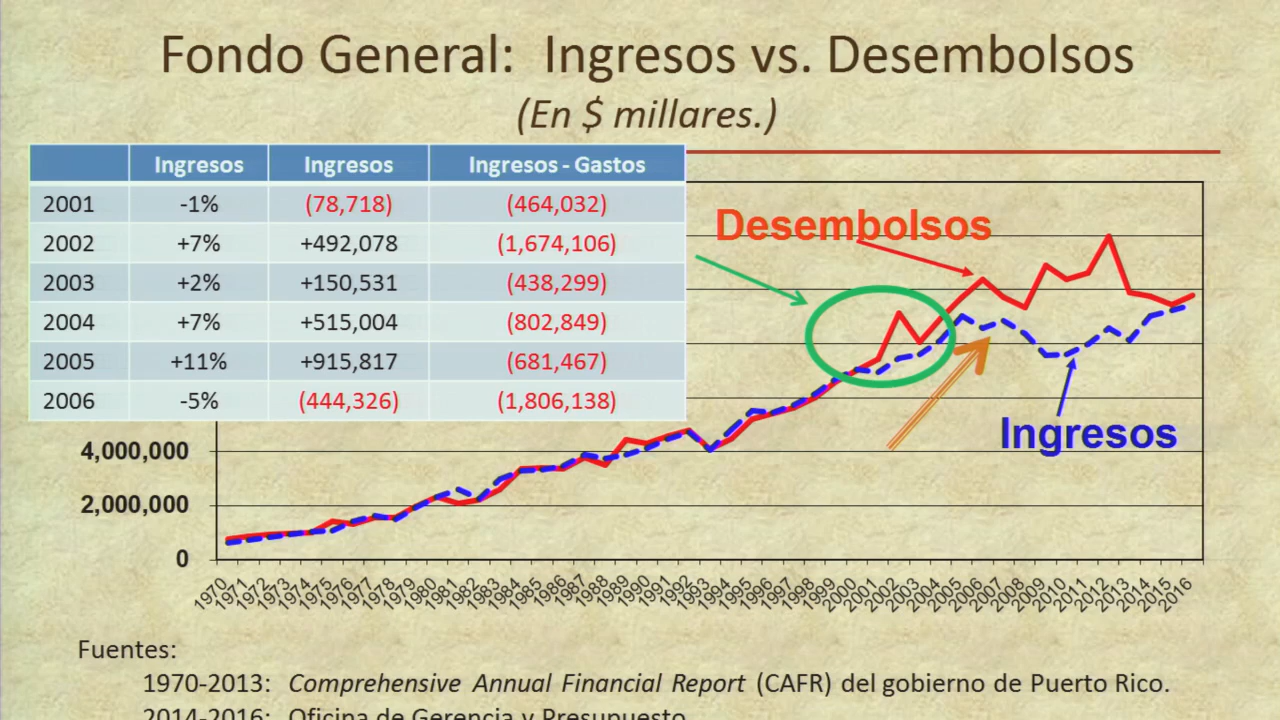 Fondo General: Ingresos vs. Desembolsos
(En $ millares.)
Ingresos Ingresos Ingresos - Gastos
2001 -1% (78,718) (464,032)
2002 +7% +492,078 (1,674,106)
2003 +2% +150,531 (438,299)
2004 +7% +515,004 (802,849)
2005 +11% +915,817 (681,467)
2006 -5% (444,326) (1,806,138)
Desembolsos
Ingresos
4,000,000
2,000,000
0
1970 1971 1972 1973 1974 1975 1976 1977 1978 1979 1980 1981 1982 1983 1984 1985 1986 1987 1988 1989 1990 1991 1992 1993 1994 1995 1996 1997 1998 1999 2000 2001 2002 2003 2004 2005 2006 2007 2008 2009 2010 2011 2012 2013 2014 2015 2016
Fuentes:
1970-2013: Comprehensive Annual Financial Report (CAFR) del gobierno de Puerto Rico.
2014-2016: Oficina de Gerencia y Presupuesto